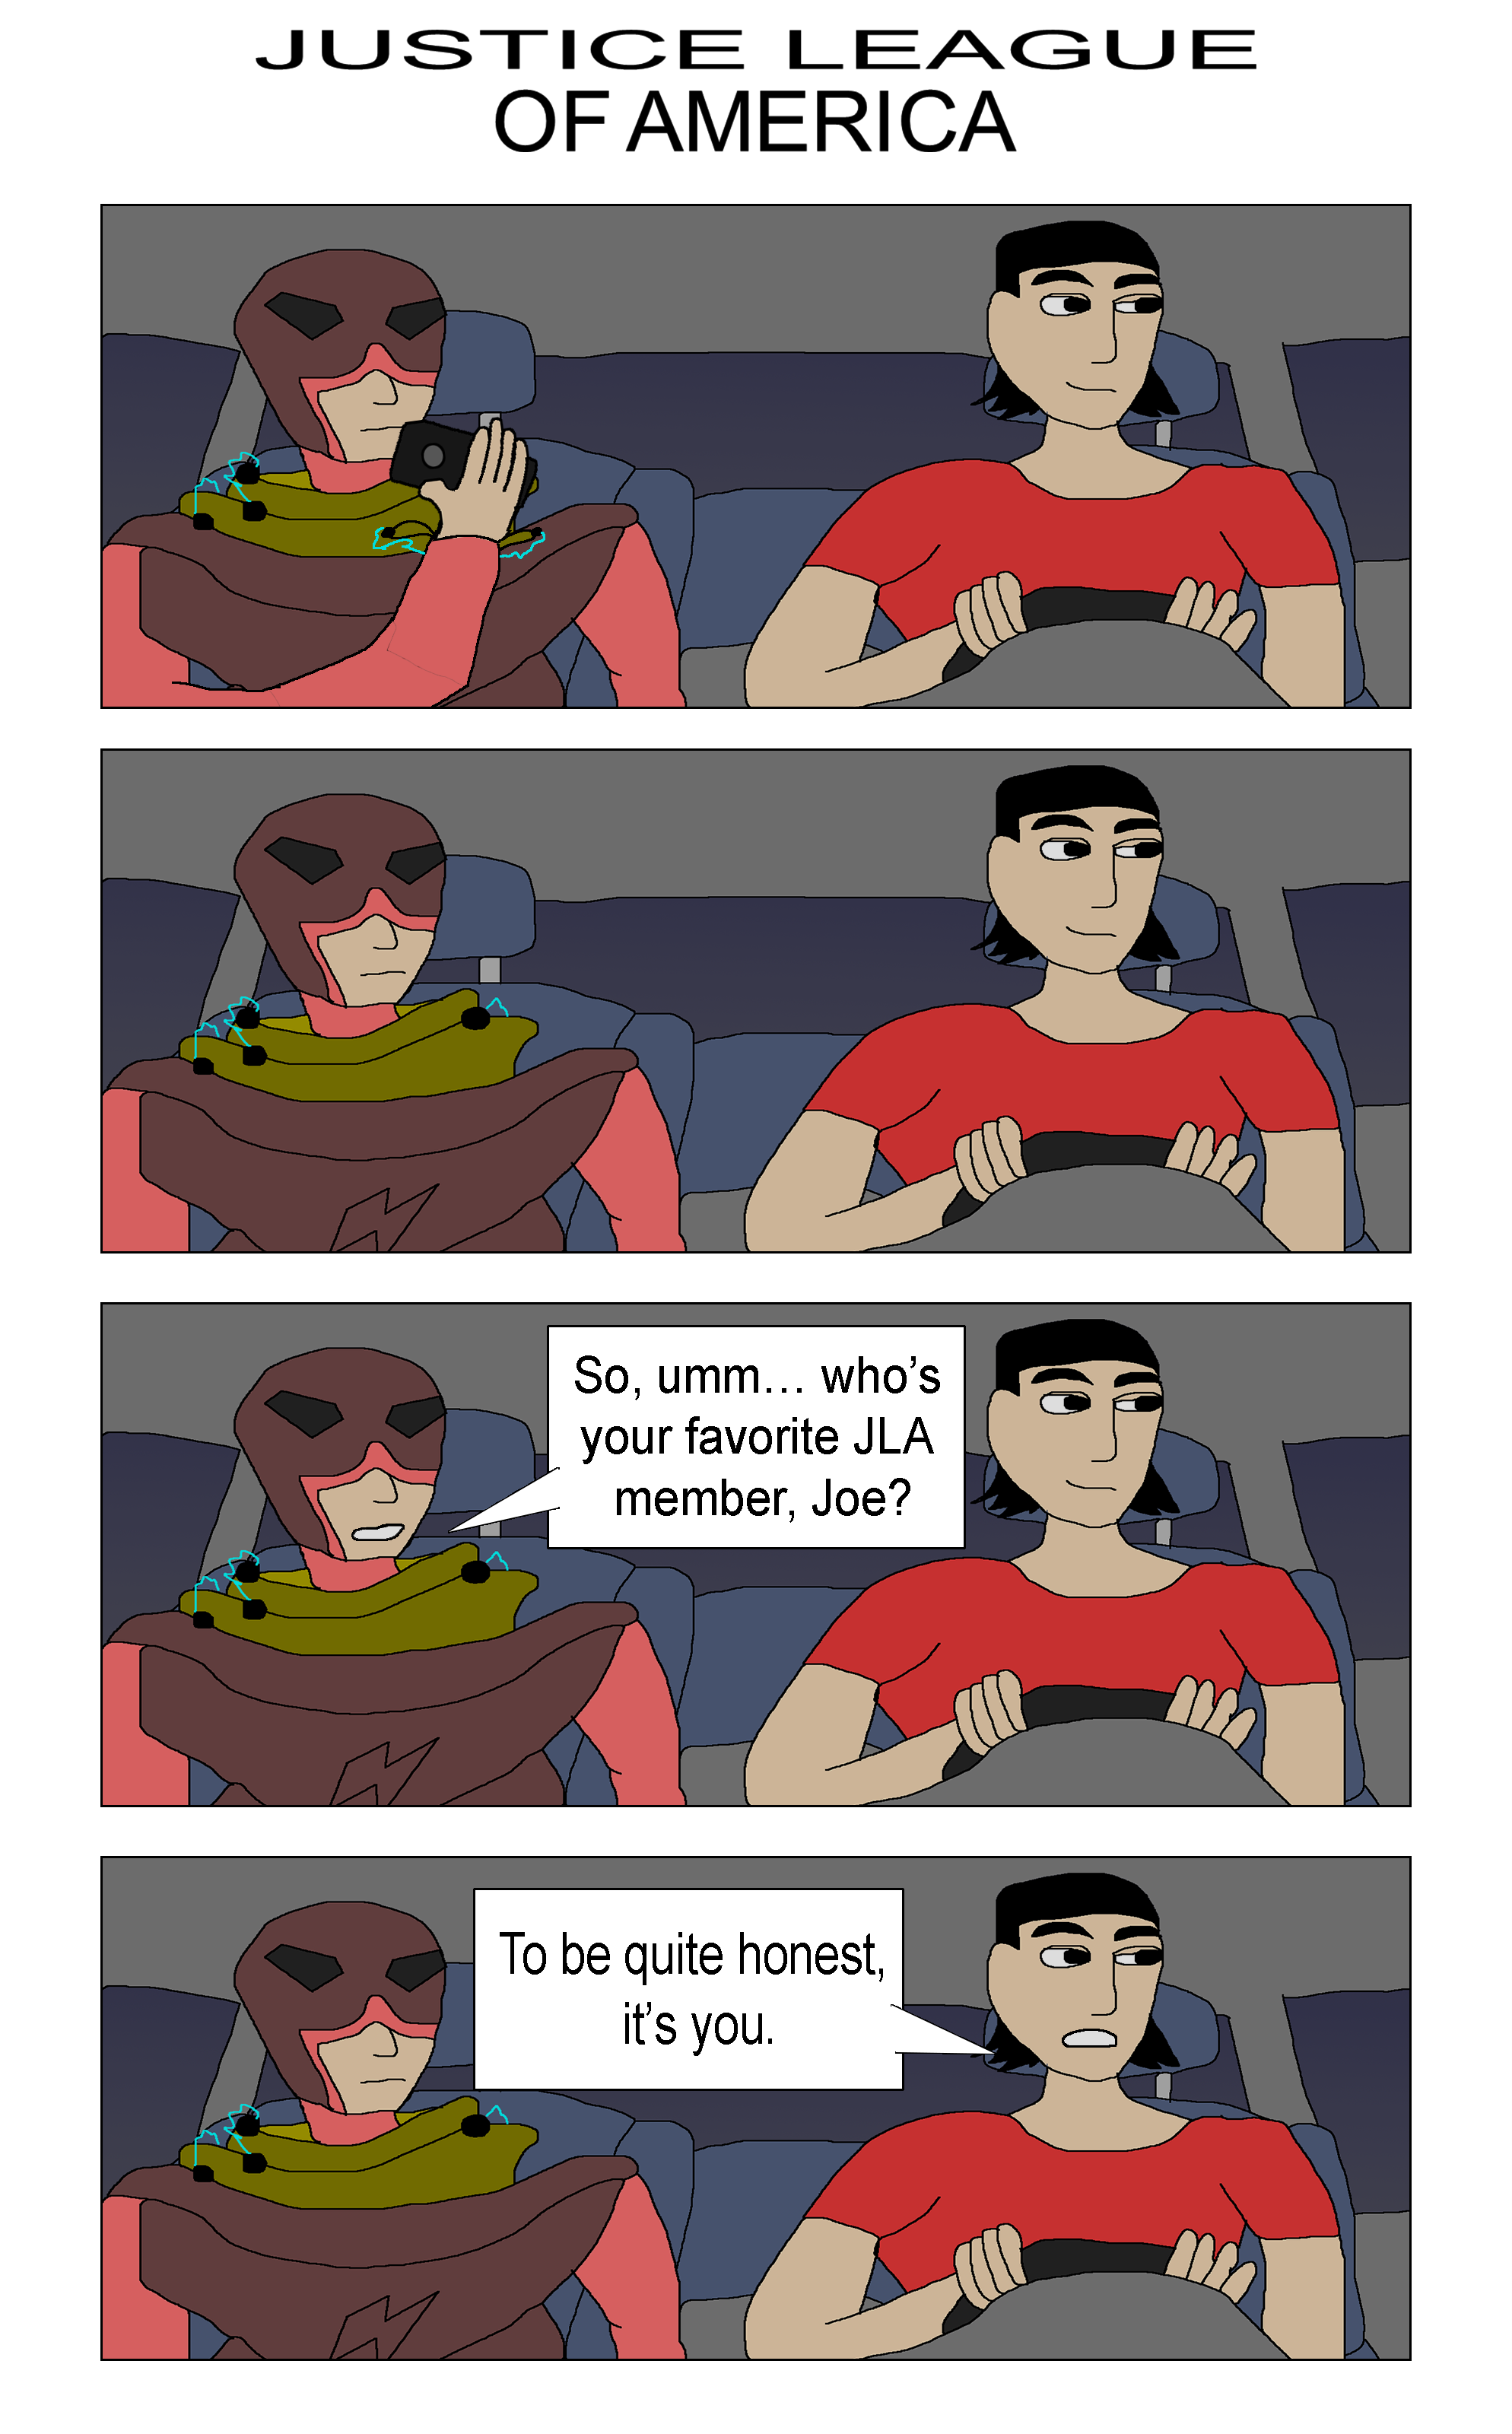 JUSTICE LEAGUE
OF AMERICA
So, umm... who’s
your favorite JLA
member, Joe?
To be quite honest,
it’s you.